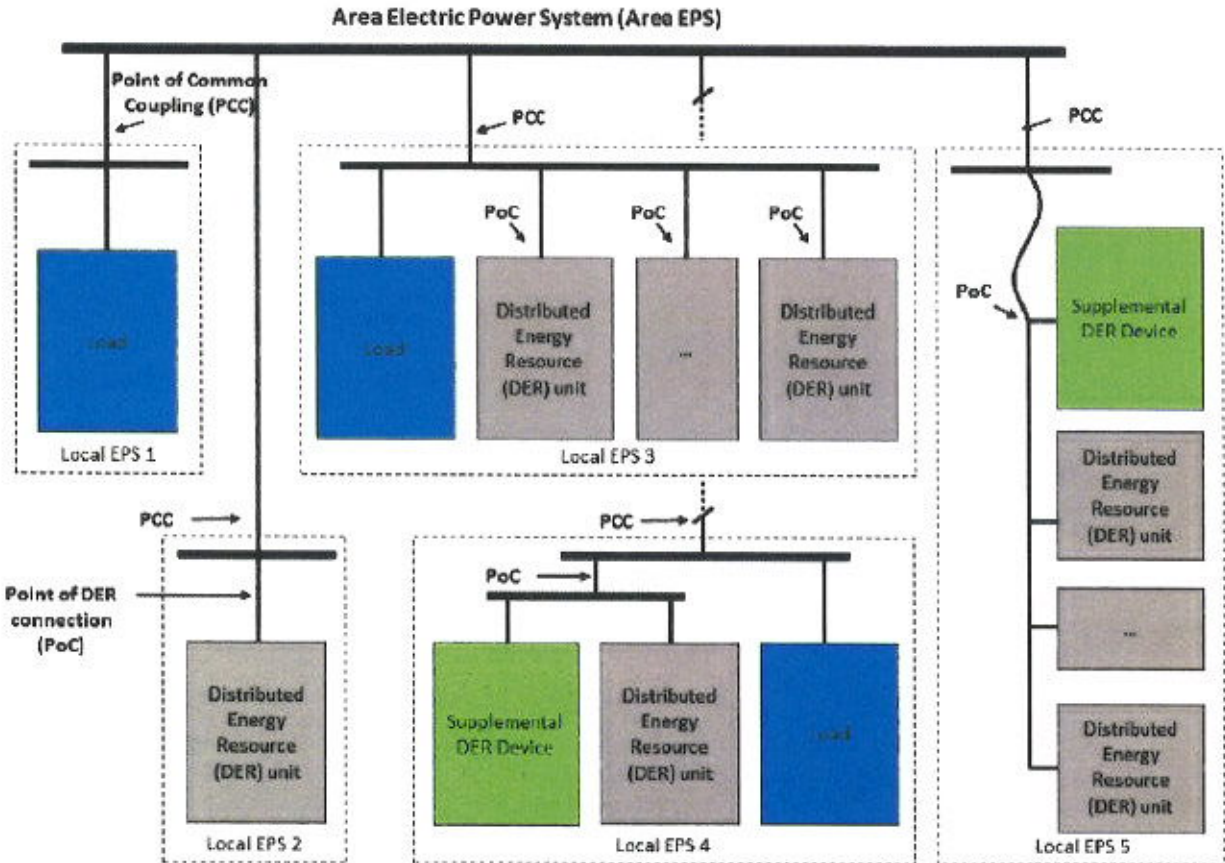 Area Electric Power System (Area EPS)
Point of Common
Coupling (PCC)
PCC
PCC
PoC
PoC
PoC
Load
Load
Distributed
Energy
Resource
(DER) unit
...
Distributed
Energy
Resource
(DER) unit
PoC
Supplemental
DER Device
Local EPS 1
Local EPS 3
Distributed
Energy
Resource
(DER) unit
PCC
PCC
PoC
Point of DER
connection
(PoC)
...
Distributed
Energy
Resource
(DER) unit
Supplemental
DER Device
Distributed
Energy
Resource
(DER) unit
Load
Distributed
Energy
Resource
(DER) unit
Local EPS 2
Local EPS 4
Local EPS 5